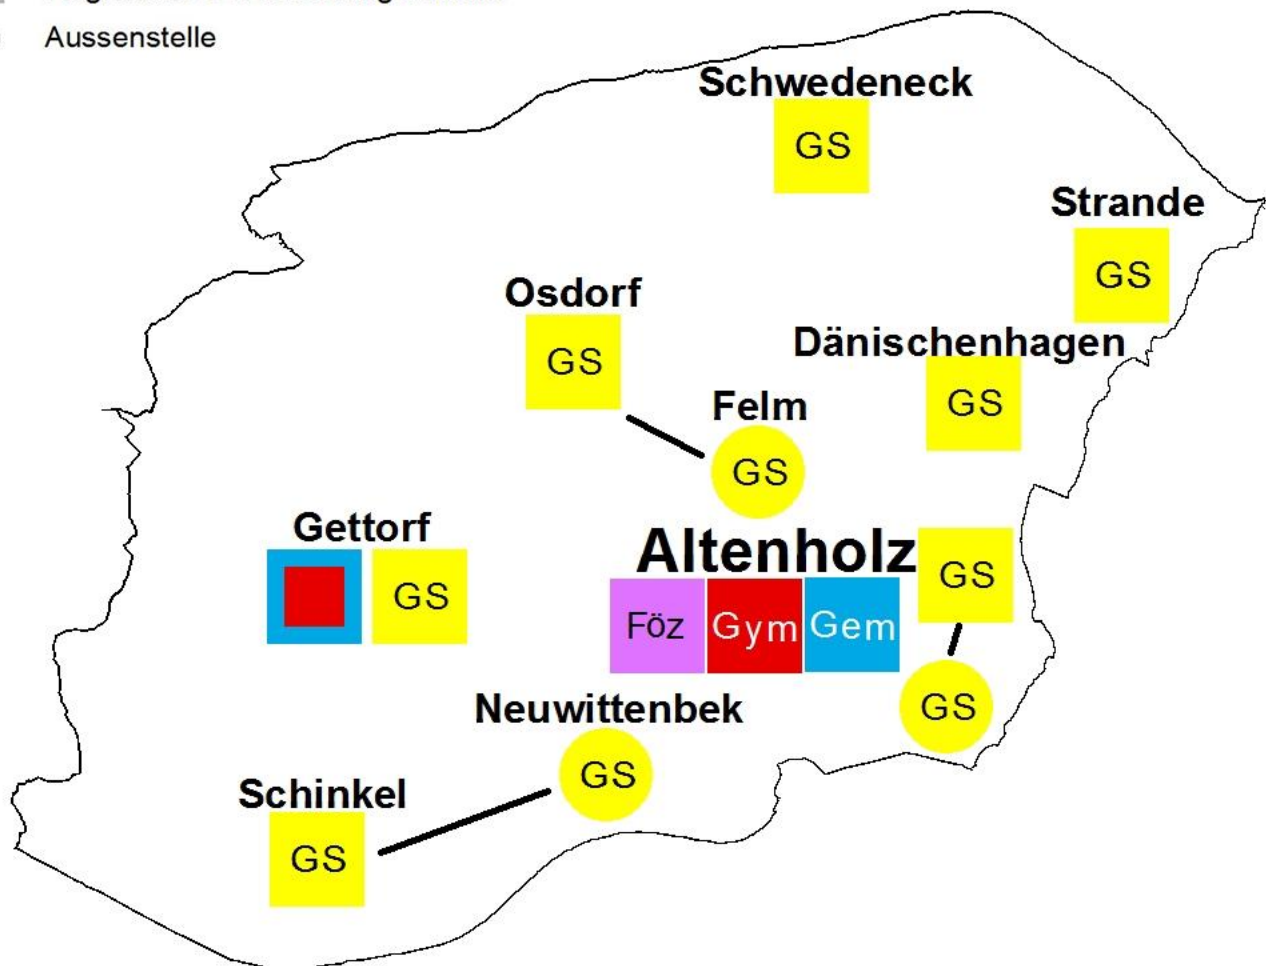 Aussenstelle
Schwedeneck
GS
Strande
GS
Osdorf
GS
Dänischenhagen
GS
Felm
GS
Gettorf
GS
Altenholz
GS
Föz Gym Gem
GS
Neuwittenbek
GS
Schinkel
GS